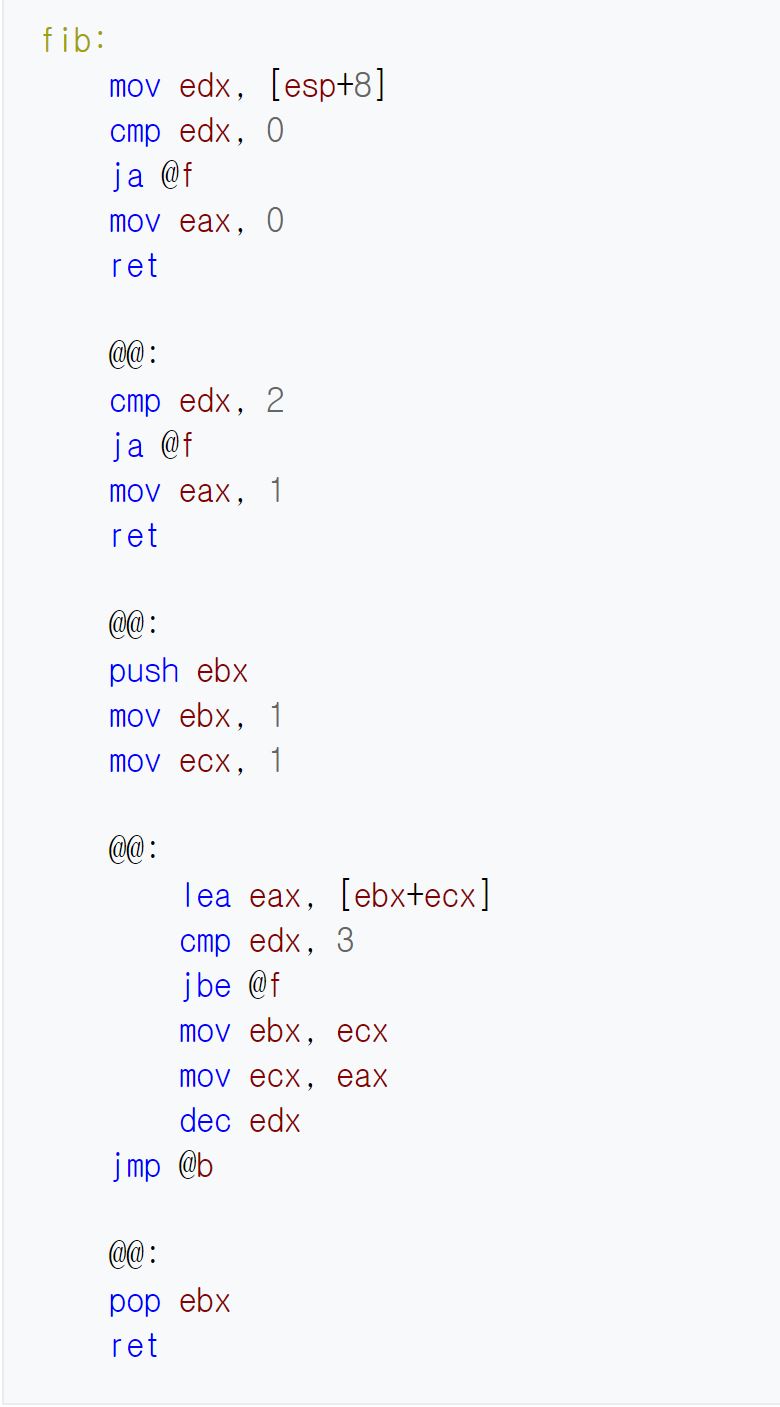 fib:
mov edx, [esp+8]
cmp edx, 0
ja @f
mov eax, 0
ret
@@:
cmp edx, 2
ja @f
mov eax, 1
ret
@@:
push ebx
mov ebx, 1
mov ecx, 1
@@:
lea eax, [ebx+ecx]
cmp edx, 3
jbe @f
mov ebx, ecx
mov ecx, eax
dec edx
jmp @b
@@:
pop ebx
ret